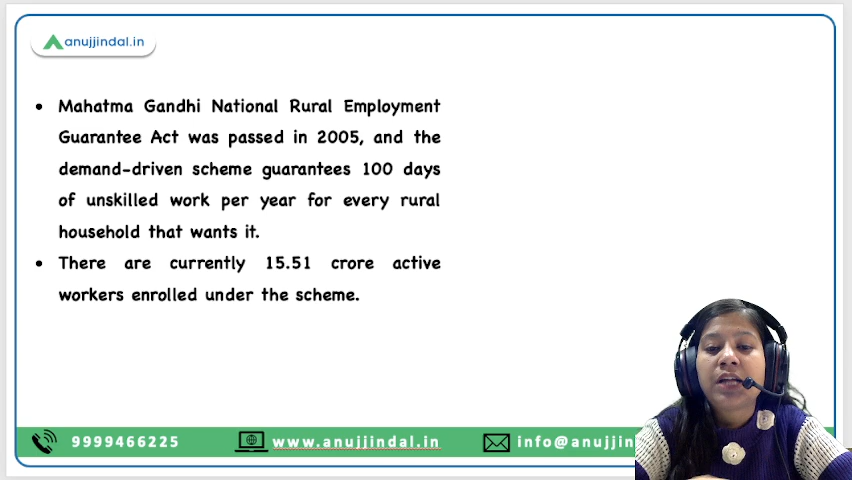 anujjindal.in
• Mahatma Gandhi National Rural Employment
Guarantee Act was passed in 2005, and the
demand-driven scheme guarantees 100 days
of unskilled work per year for every rural
household that wants it.
• There are currently 15.51 crore active
workers enrolled under the scheme.
9999466225 www.anujjindal.in info@anujjin